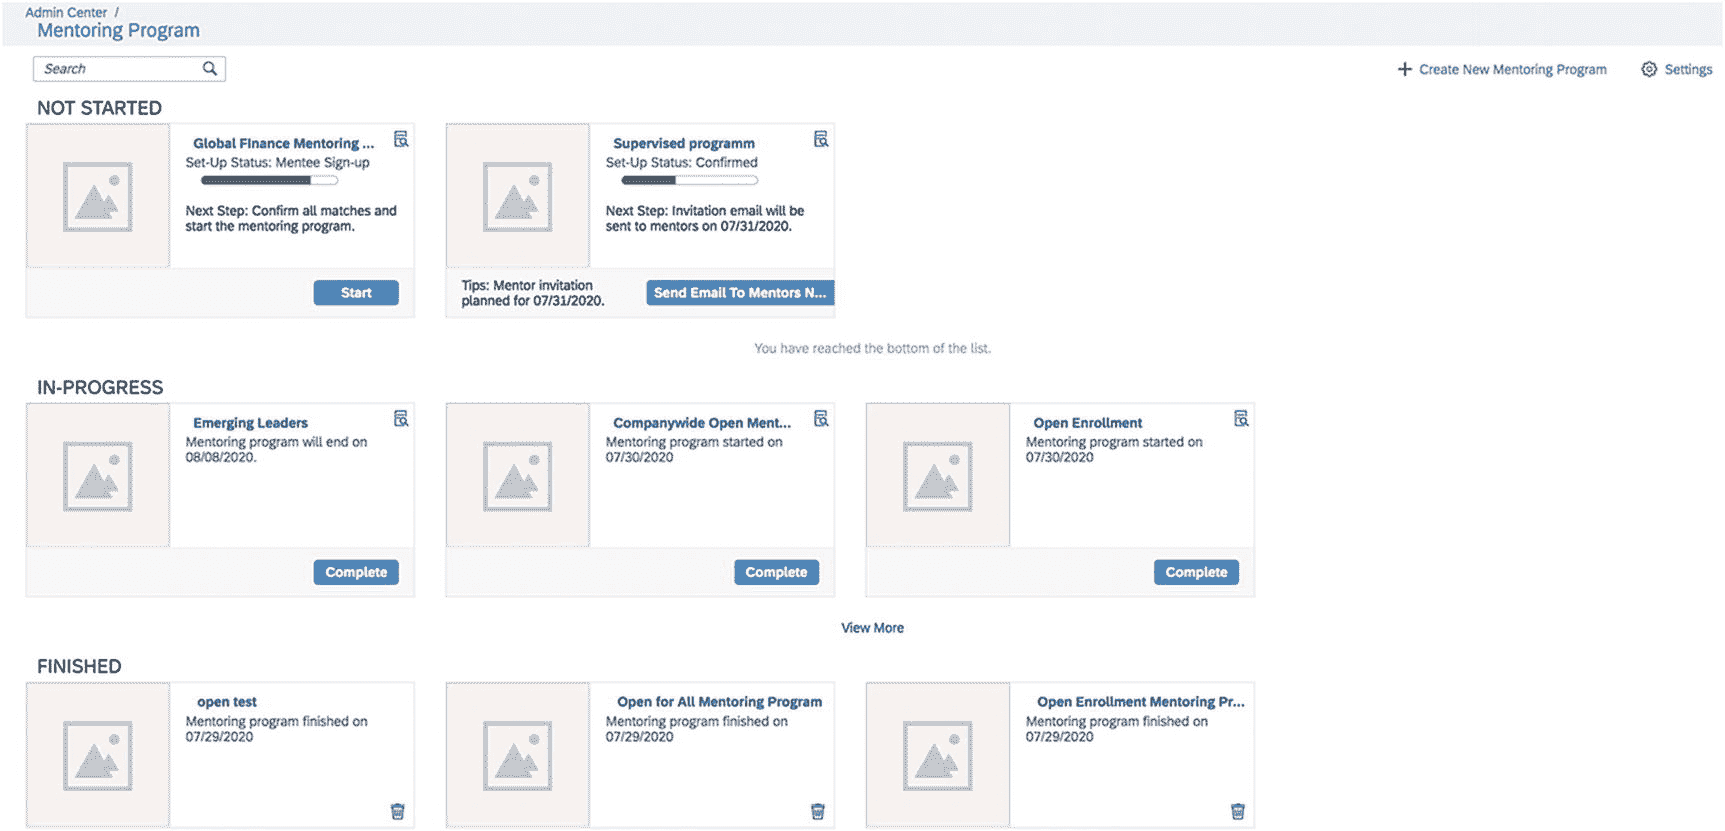 Admin Center /
Mentoring Program
Search
Create New Mentoring Program
Settings
NOT STARTED
Global FInance Mentoring ...
Set-Up Status: Mentee Sign-up
Next Step: Confirm all matches and
start the mentoring program.
Start
Supervised programm
Set-Up Status: Confirmed
Next Step: Invitation email will be
sent to mentors on 07/31/2020.
Tips: Mentor invitation
planned for 07/31/2020.
Send Email To Mentors N...
You have reached the bottom of the list.
IN-PROGRESS
Emerging Leaders
Mentoring program will end on
08/08/2020.
Complete
Companywide Open Ment...
Mentoring program started on
07/30/2020
Complete
Open Enrollment
Mentoring program started on
07/30/2020
Complete
View More
FINISHED
open test
Mentoring program finished on
07/29/2020
Open for All Mentoring Program
Mentoring program finished on
07/29/2020
Open Enrollment Mentoring Pr...
Mentoring program finished on
07/29/2020